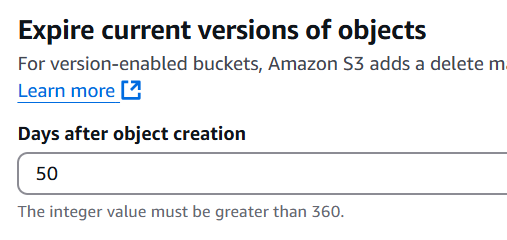 Expire current versions of objects
For version-enabled buckets, Amazon S3 adds a delete
Learn more
Days after object creation
50
The integer value must be greater than 360.